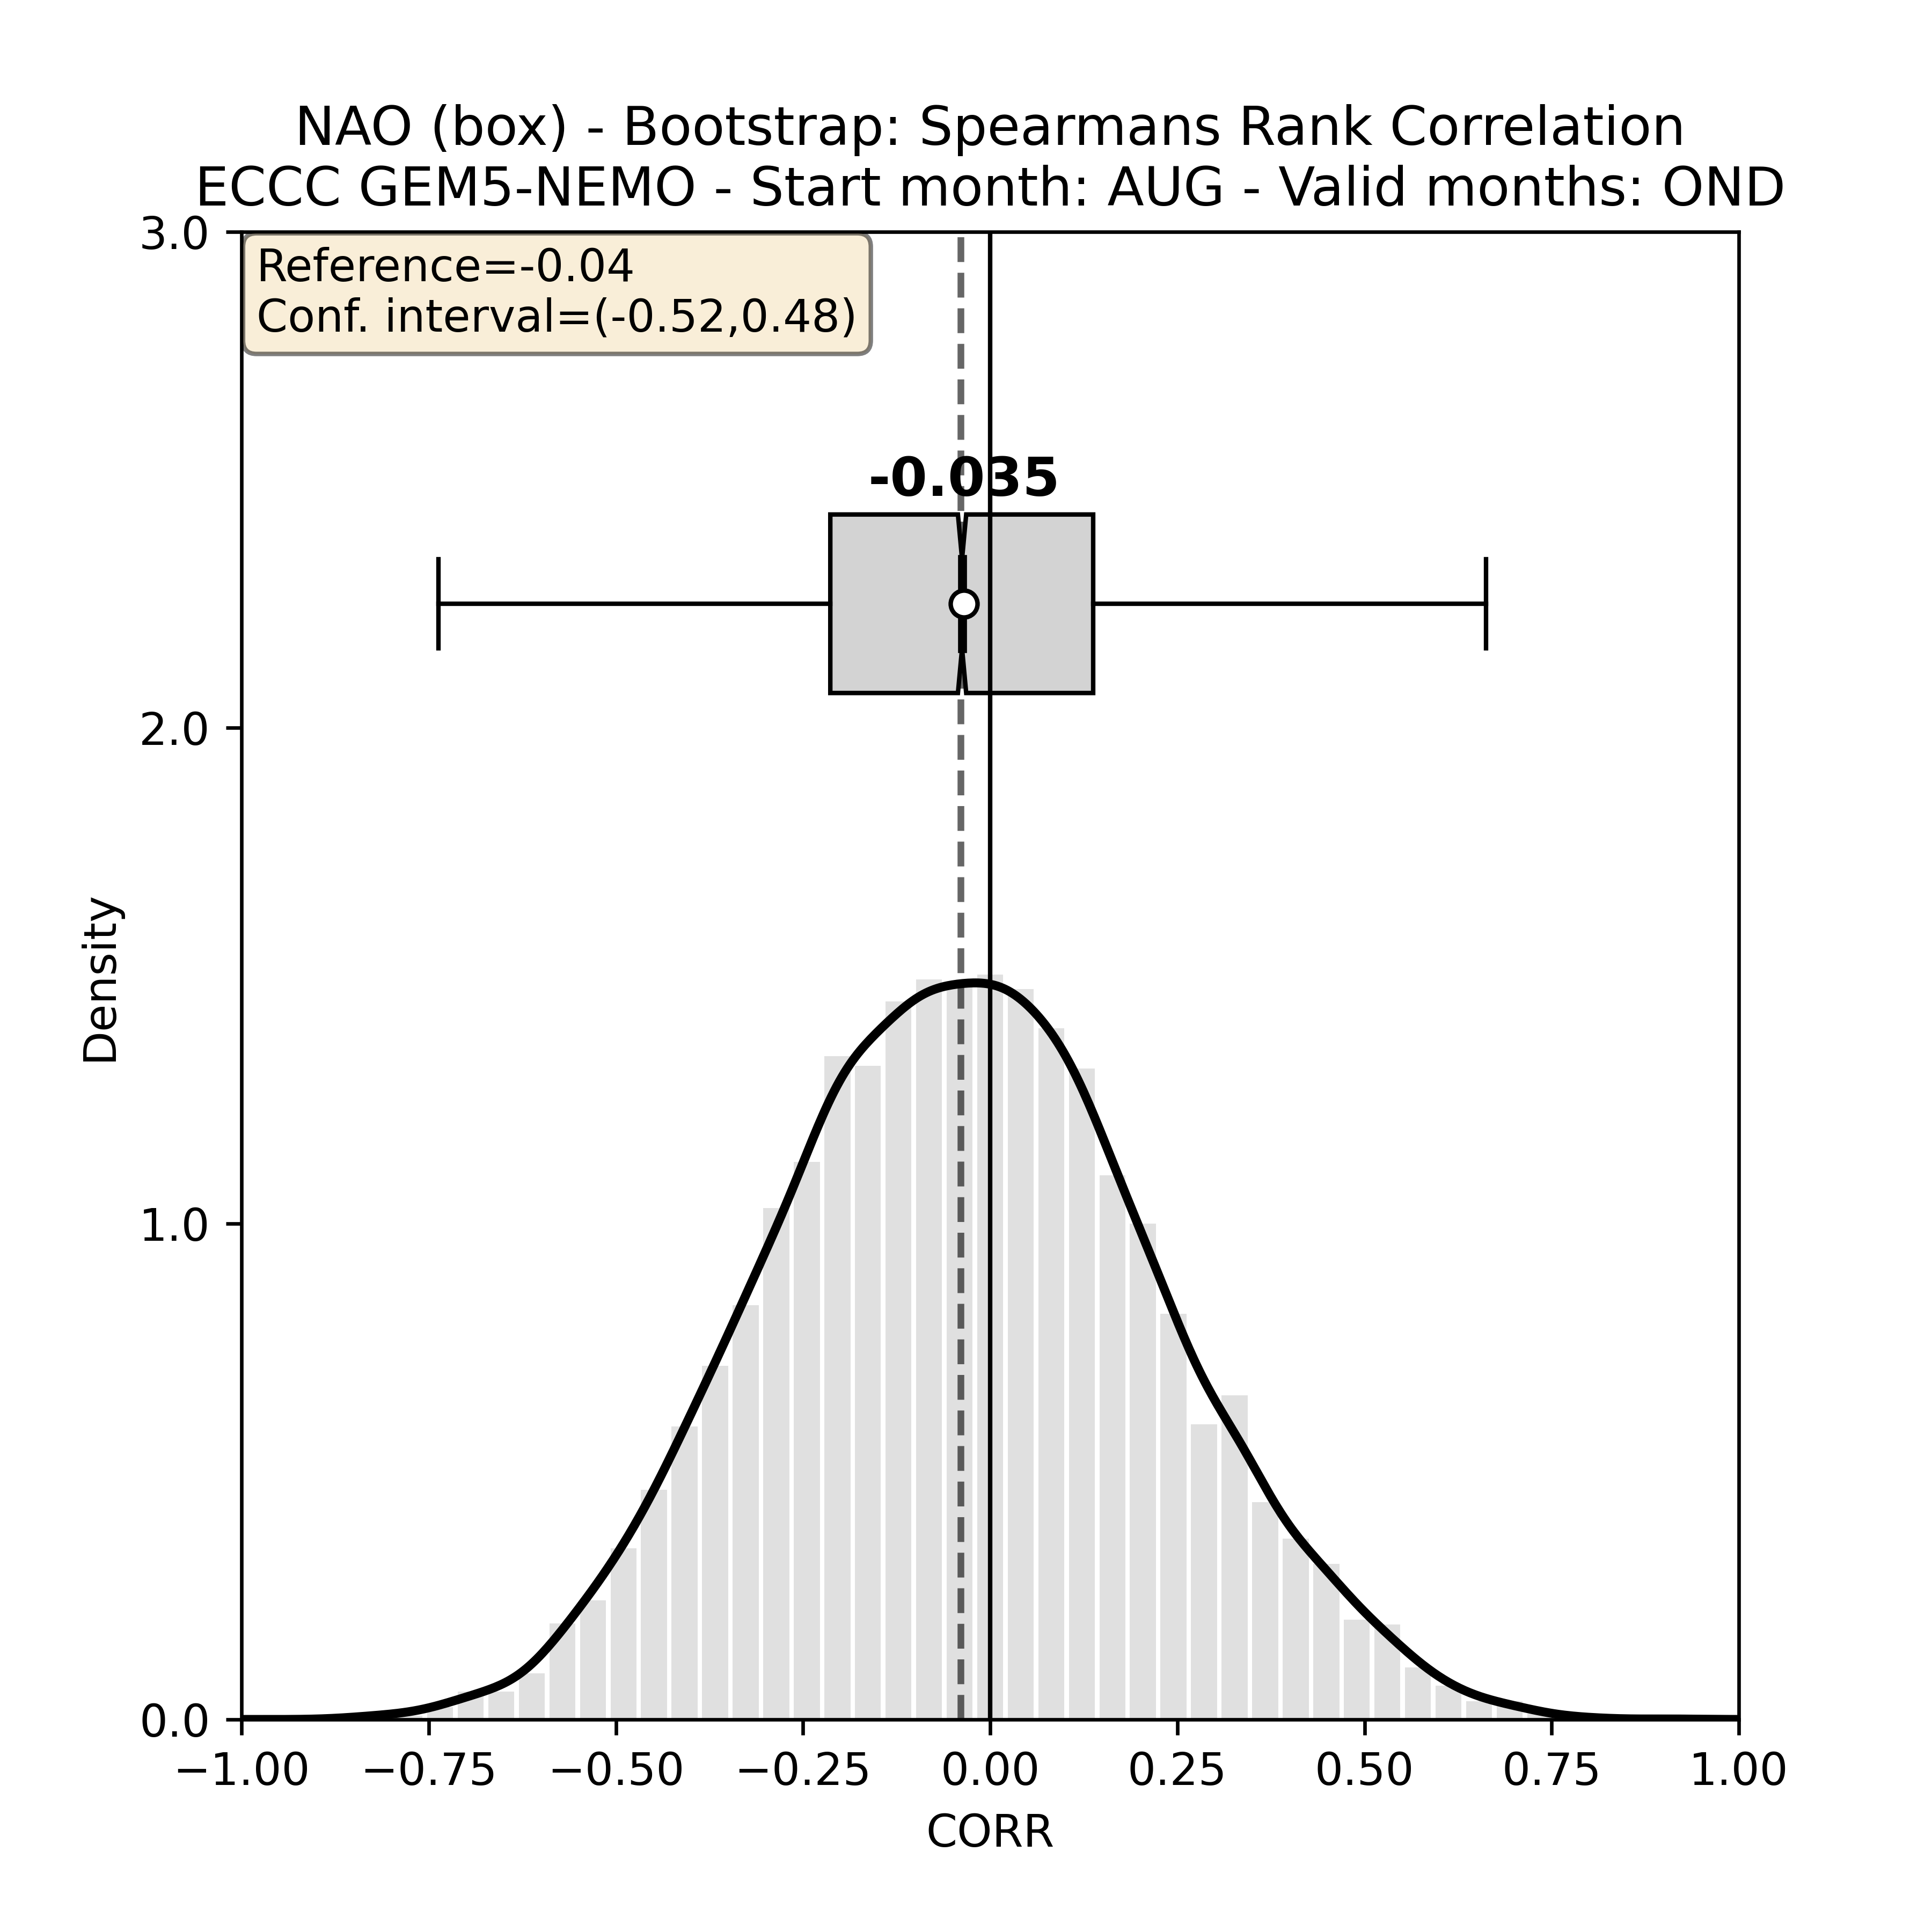 NAO (box) - Bootstrap: Spearmans Rank Correlation
ECCC GEM5-NEMO - Start month: AUG - Valid months: OND
3.0
Reference=-0.04
Conf. interval=(-0.52,0.48)
-0.035
2.0
Density
1.0
0.0
−1.00 −0.75 −0.50 −0.25 0.00 0.25 0.50 0.75 1.00
CORR